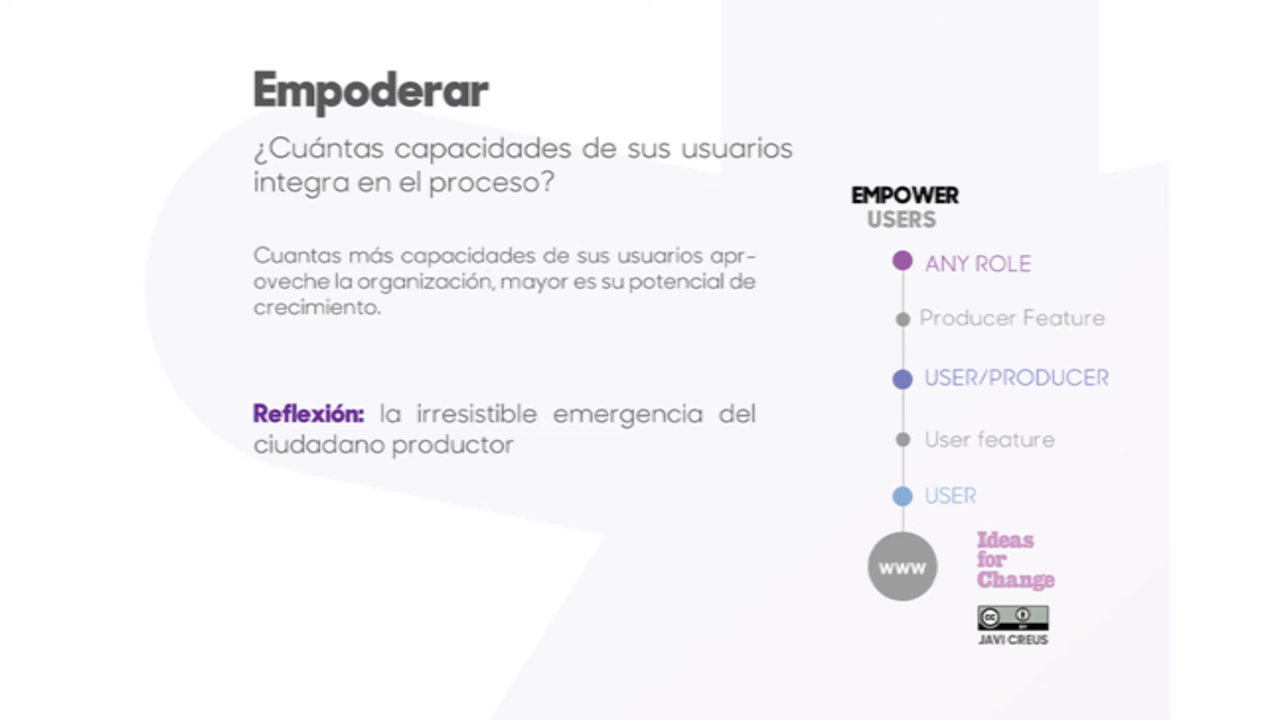 Empoderar
¿Cuántas capacidades de sus usuarios
integra en el proceso?
Cuantas más capacidades de sus usuarios apr-
oveche la organización, mayor es su potencial de
crecimiento.
Reflexión: la irresistible emergencia del
ciudadano productor
EMPOWER
USERS
ANY ROLE
Producer Feature
USER/PRODUCER
User feature
USER
www
Ideas
for
Change
cc
BY
JAVI CREUS